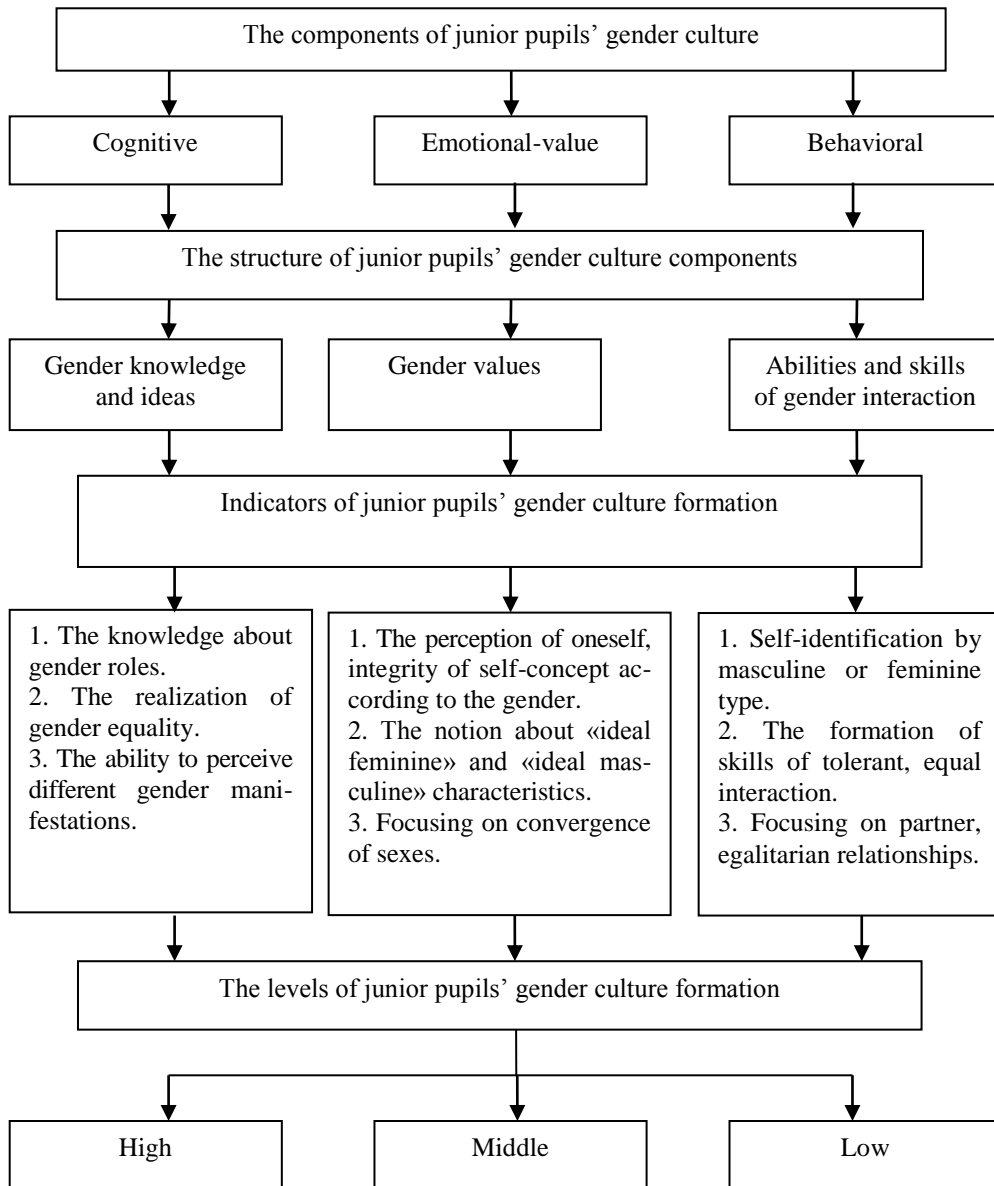 The components of junior pupils’ gender culture
Cognitive
Emotional-value
Behavioral
The structure of junior pupils’ gender culture components
Gender knowledge
and ideas
Gender values
Abilities and skills
of gender interaction
Indicators of junior pupils’ gender culture formation
1. The knowledge about
gender roles.
2. The realization of
gender equality.
3. The ability to perceive
different gender mani-
festations.
1. The perception of oneself,
integrity of self-concept ac-
cording to the gender.
2. The notion about «ideal
feminine» and «ideal mas-
culine» characteristics.
3. Focusing on convergence
of sexes.
1. Self-identification by
masculine or feminine
type.
2. The formation of
skills of tolerant, equal
interaction.
3. Focusing on partner,
egalitarian relationships.
The levels of junior pupils’ gender culture formation
High
Middle
Low